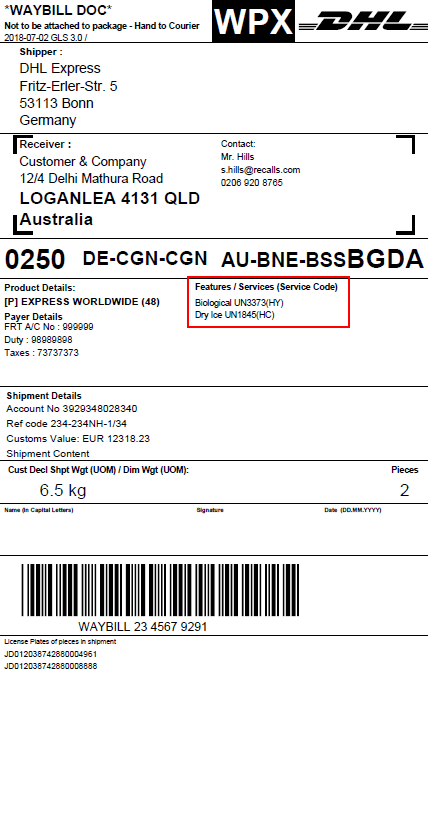 *WAYBILL DOC*
Not to be attached to package - Hand to Courier
2018-07-02 GLS 3.0 /
WPX
DHL
Shipper :
DHL Express
Fritz-Erler-Str. 5
53113 Bonn
Germany
Receiver :
Customer & Company
12/4 Delhi Mathura Road
LOGANLEA 4131 QLD
Australia
Contact:
Mr. Hills
s.hills@recalls.com
0206 920 8765
0250 DE-CGN-CGN AU-BNE-BSS BGDA
Product Details:
[P] EXPRESS WORLDWIDE (48)
Payer Details
FRT A/C No : 999999
Duty : 98989898
Taxes : 73737373
Features / Services (Service Code)
Biological UN3373(HY)
Dry Ice UN1845(HC)
Shipment Details
Account No 3929348028340
Ref code 234-234NH-1/34
Customs Value: EUR 12318.23
Shipment Content
Cust Decl Shpt Wgt (UOM) / Dim Wgt (UOM): Pieces
6.5 kg 2
Name (In Capital Letters) Signature Date (DD.MM.YYYY)
WAYBILL 23 4567 9291
License Plates of pieces in shipment
JD012038742880004961
JD012038742880008888